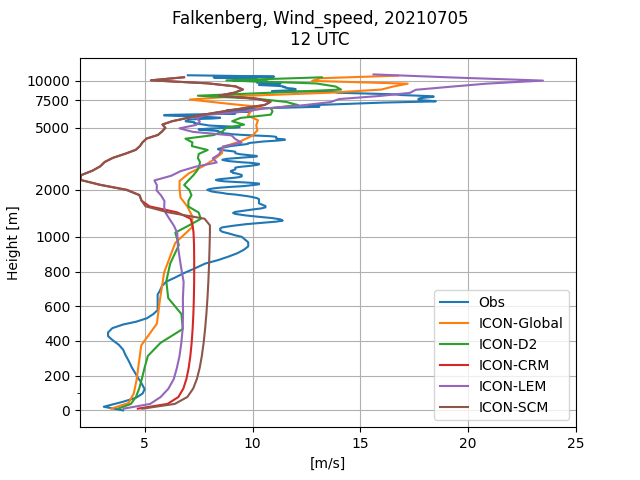 Falkenberg, Wind_speed, 20210705
12 UTC
10000
7500
5000
2000
1000
800
600
400
200
0
Height [m]
5
10
15
20
25
[m/s]
Obs
ICON-Global
ICON-D2
ICON-CRM
ICON-LEM
ICON-SCM